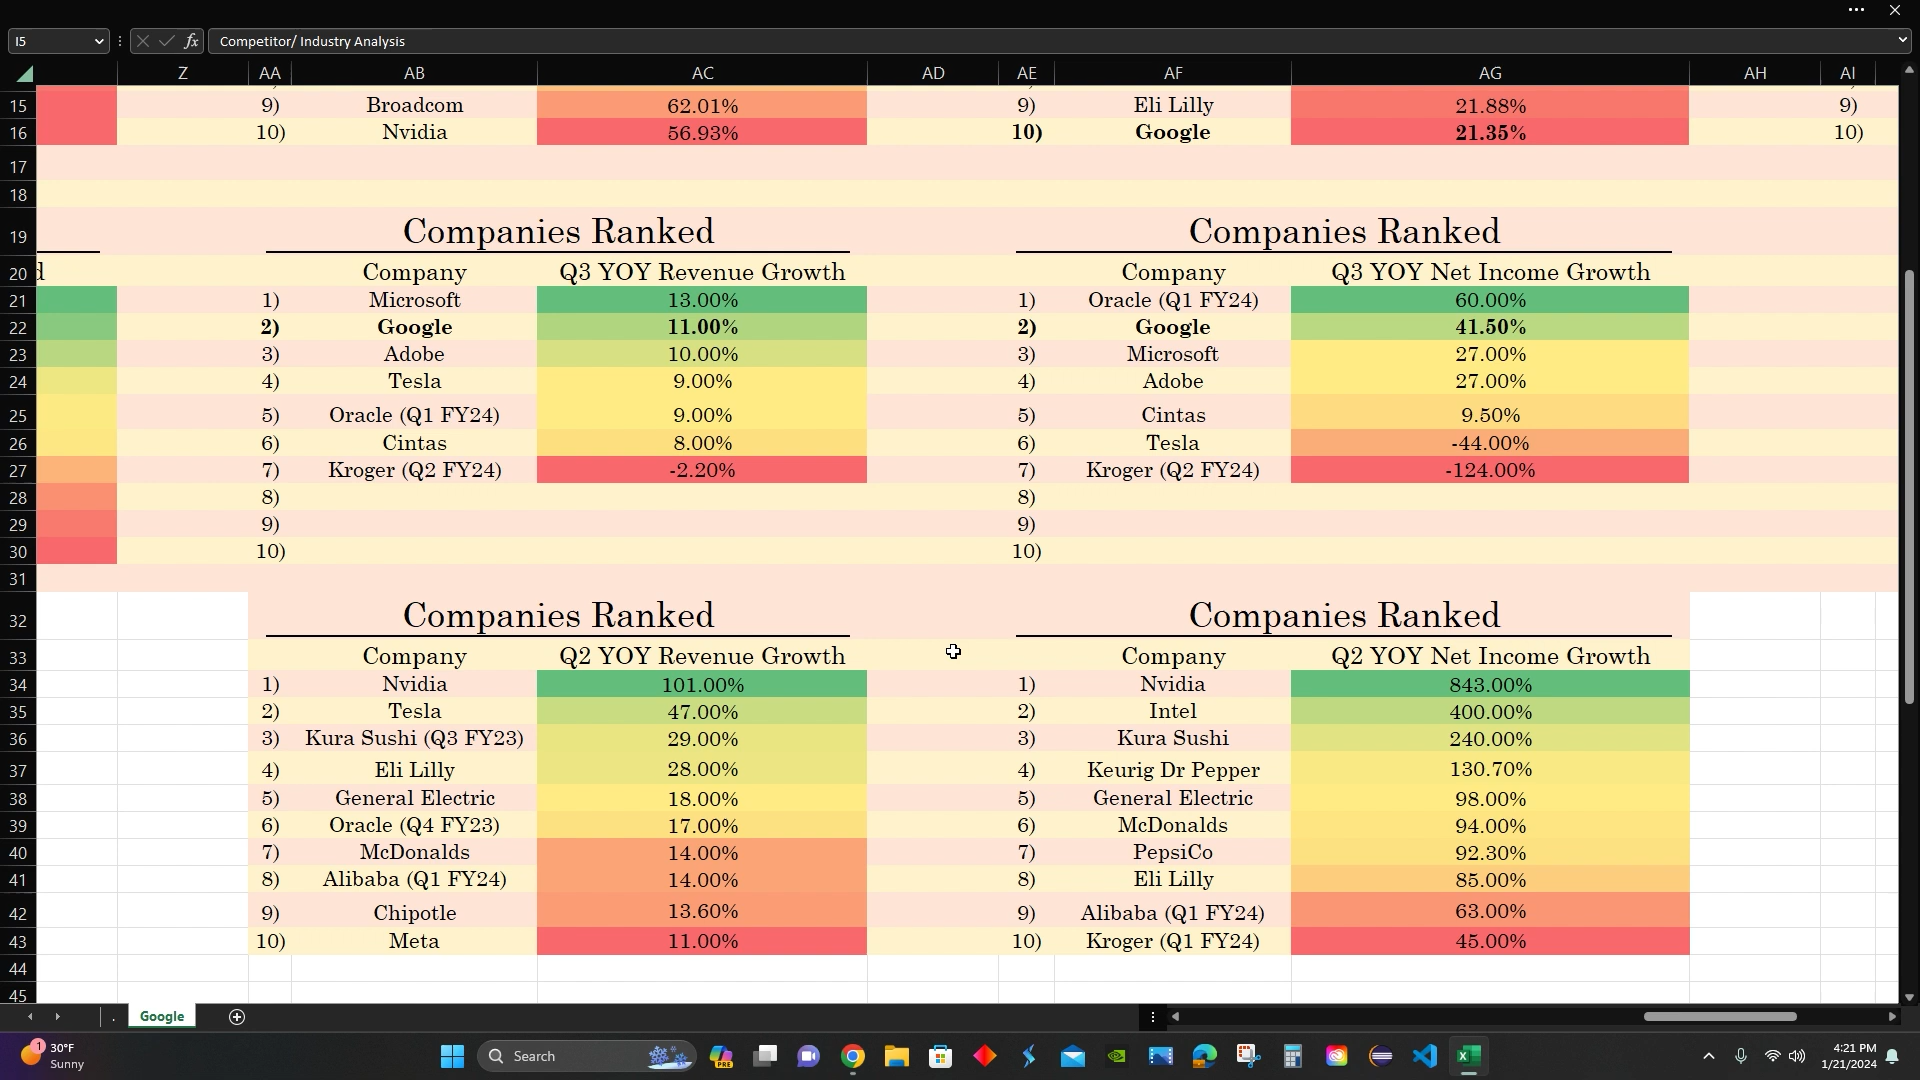 I5
fx
Competitor/ Industry Analysis
Z AA AB AC AD AE AF AG AH AI
15 9) Broadcom 62.01% 9) Eli Lilly 21.88% 9)
16 10) Nvidia 56.93% 10) Google 21.35% 10)
17
18
19 Companies Ranked Companies Ranked
20 d Company Q3 YOY Revenue Growth Company Q3 YOY Net Income Growth
21 1) Microsoft 13.00% 1) Oracle (Q1 FY24) 60.00%
22 2) Google 11.00% 2) Google 41.50%
23 3) Adobe 10.00% 3) Microsoft 27.00%
24 4) Tesla 9.00% 4) Adobe 27.00%
25 5) Oracle (Q1 FY24) 9.00% 5) Cintas 9.50%
26 6) Cintas 8.00% 6) Tesla -44.00%
27 7) Kroger (Q2 FY24) -2.20% 7) Kroger (Q2 FY24) -124.00%
28 8) 8)
29 9) 9)
30 10) 10)
31
32 Companies Ranked Companies Ranked
33 Company Q2 YOY Revenue Growth Company Q2 YOY Net Income Growth
34 1) Nvidia 101.00% 1) Nvidia 843.00%
35 2) Tesla 47.00% 2) Intel 400.00%
36 3) Kura Sushi (Q3 FY23) 29.00% 3) Kura Sushi 240.00%
37 4) Eli Lilly 28.00% 4) Keurig Dr Pepper 130.70%
38 5) General Electric 18.00% 5) General Electric 98.00%
39 6) Oracle (Q4 FY23) 17.00% 6) McDonalds 94.00%
40 7) McDonalds 14.00% 7) PepsiCo 92.30%
41 8) Alibaba (Q1 FY24) 14.00% 8) Eli Lilly 85.00%
42 9) Chipotle 13.60% 9) Alibaba (Q1 FY24) 63.00%
43 10) Meta 11.00% 10) Kroger (Q1 FY24) 45.00%
44
45
. Google
1 30°F
Sunny
Search
PRE
4:21 PM
1/21/2024